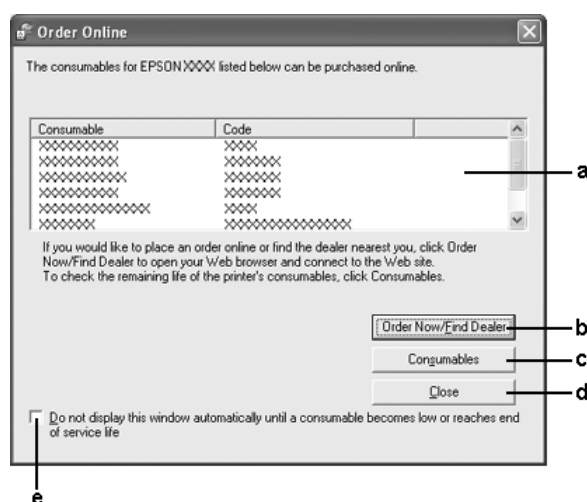 Order Online
The consumables for EPSON XXXX listed below can be purchased online.
Consumable Code
XXXXXXXXXX XXXX
XXXXXXXXXX XXXXXXX
XXXXXXXXXXX XXXXXXX
XXXXXXXXXX XXXXXXX
XXXXXXXXXXXXXX XXXX
XXXXXXX XXXXXXXXXXXXXXXX
a
If you would like to place an order online or find the dealer nearest you, click Order
Now/Find Dealer to open your Web browser and connect to the Web site.
To check the remaining life of the printer's consumables, click Consumables.
Order Now/Find Dealer b
Consumables c
Close d
Do not display this window automatically until a consumable becomes low or reaches end
of service life
e